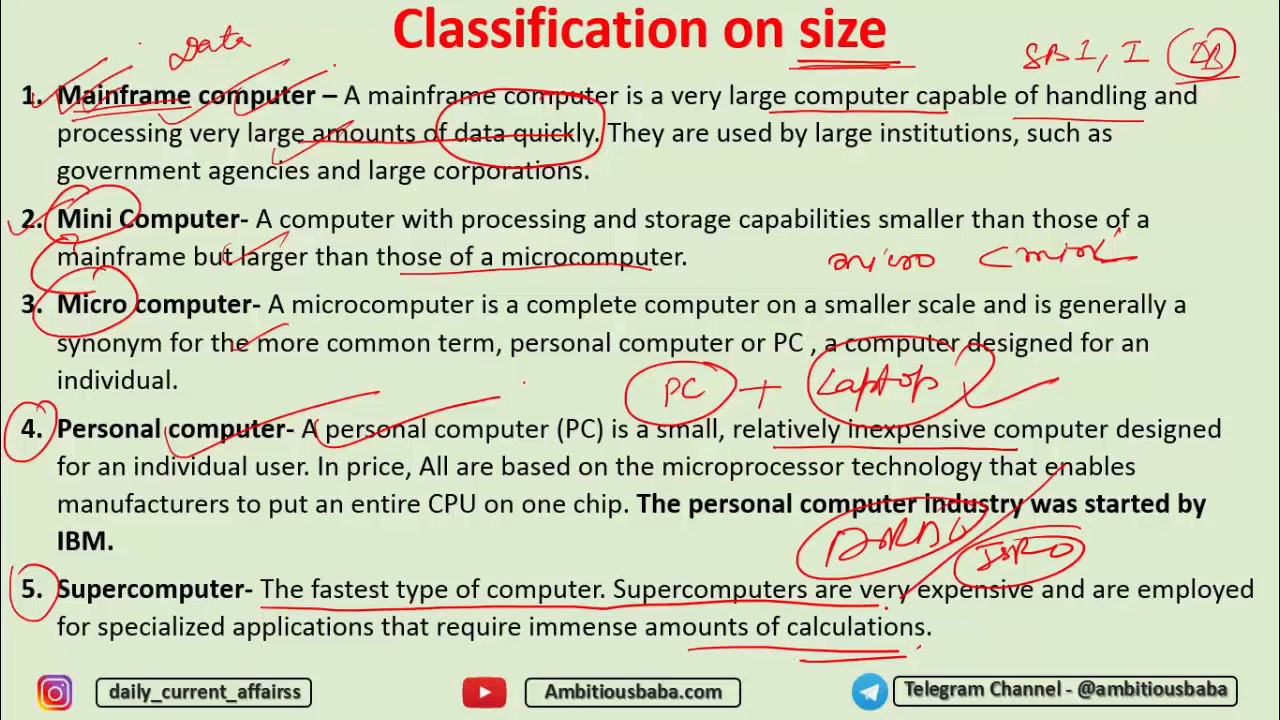 Classification on size
Data
SBI, I
1. Mainframe computer – A mainframe computer is a very large computer capable of handling and
processing very large amounts of data quickly. They are used by large institutions, such as
government agencies and large corporations.
2. Mini Computer- A computer with processing and storage capabilities smaller than those of a
mainframe but larger than those of a microcomputer.
micro <
3. Micro computer- A microcomputer is a complete computer on a smaller scale and is generally a
synonym for the more common term, personal computer or PC , a computer designed for an
individual.
PC + Laptop
4. Personal computer- A personal computer (PC) is a small, relatively inexpensive computer designed
for an individual user. In price, All are based on the microprocessor technology that enables
manufacturers to put an entire CPU on one chip. The personal computer industry was started by
IBM.
DRDO
ISRO
5. Supercomputer- The fastest type of computer. Supercomputers are very expensive and are employed
for specialized applications that require immense amounts of calculations.
daily_current_affairss
Ambitiousbaba.com
Telegram Channel - @ambitiousbaba